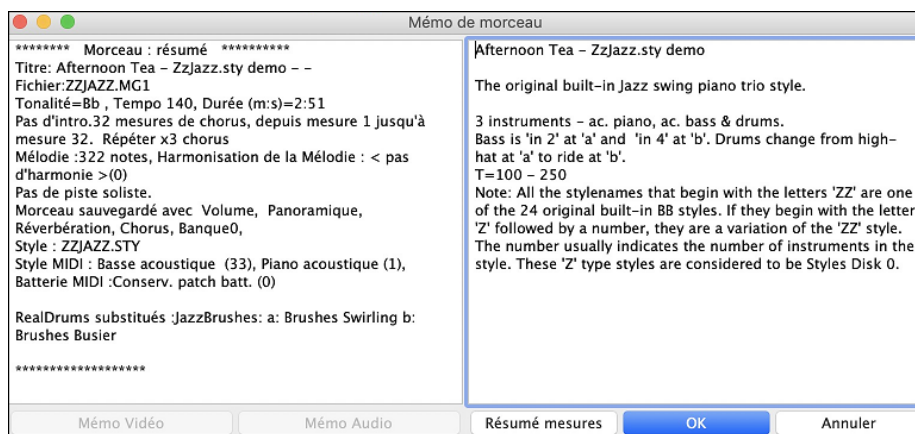 Mémo de morceau
******** Morceau : résumé **********
Titre: Afternoon Tea – ZzJazz.sty demo – –
Fichier:ZZJAZZ.MG1
Tonalité=Bb , Tempo 140, Durée (m:s)=2:51
Pas d'intro.32 mesures de chorus, depuis mesure 1 jusqu'à
mesure 32. Répéter x3 chorus
Mélodie :322 notes, Harmonisation de la Mélodie : < pas
d'harmonie >(0)
Pas de piste soliste.
Morceau sauvegardé avec Volume, Panoramique,
Réverbération, Chorus, Banque0,
Style : ZZJAZZ.STY
Style MIDI : Basse acoustique (33), Piano acoustique (1),
Batterie MIDI :Conserv. patch batt. (0)
RealDrums substitués :JazzBrushes: a: Brushes Swirling b:
Brushes Busier
*******************
Afternoon Tea – ZzJazz.sty demo
The original built-in Jazz swing piano trio style.
3 instruments – ac. piano, ac. bass & drums.
Bass is 'in 2' at 'a' and 'in 4' at 'b'. Drums change from high-
hat at 'a' to ride at 'b'.
T=100 – 250
Note: All the stylenames that begin with the letters 'ZZ' are one
of the 24 original built-in BB styles. If they begin with the letter
'Z' followed by a number, they are a variation of the 'ZZ' style.
The number usually indicates the number of instruments in the
style. These 'Z' type styles are considered to be Styles Disk 0.
Mémo Vidéo
Mémo Audio
Résumé mesures
OK
Annuler